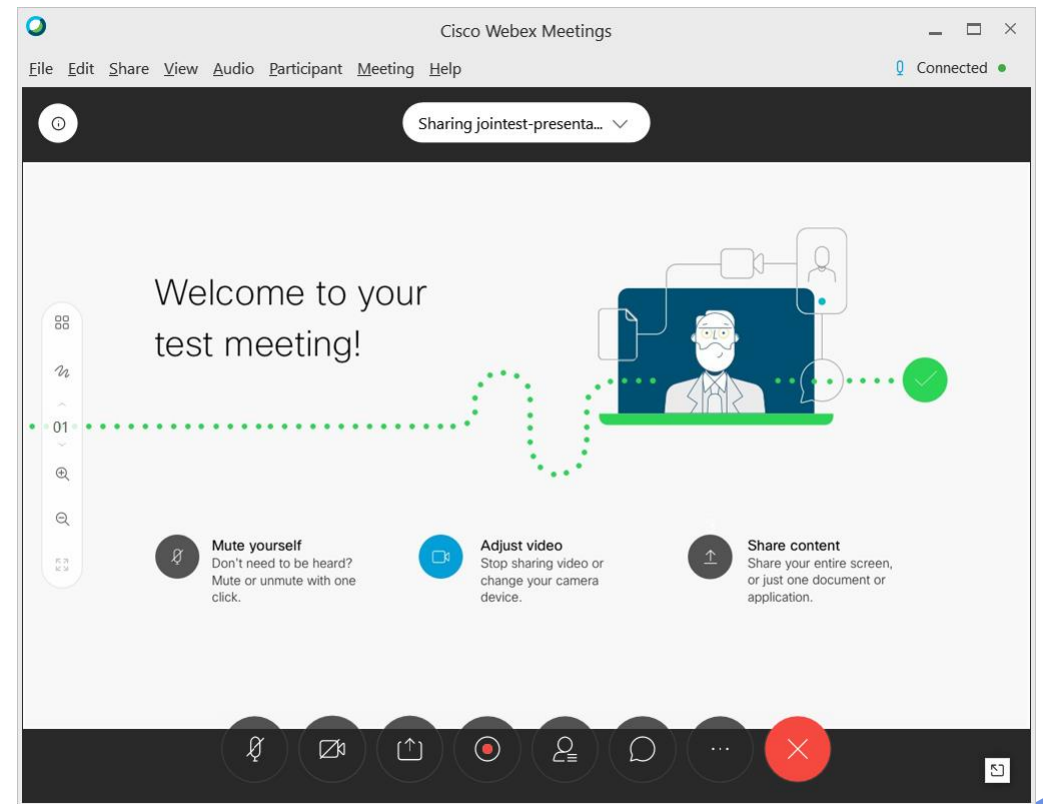 Cisco Webex Meetings
File Edit Share View Audio Participant Meeting Help
Connected
Sharing jointest-presenta...
Welcome to your
test meeting!
01
Mute yourself
Don't need to be heard?
Mute or unmute with one
click.
Adjust video
Stop sharing video or
change your camera
device.
Share content
Share your entire screen,
or just one document or
application.